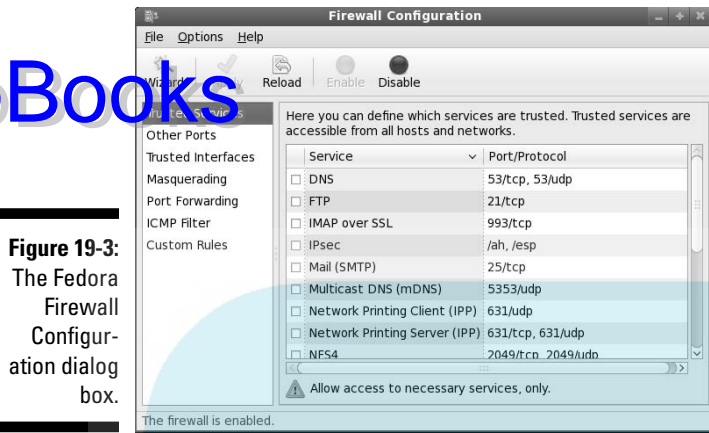 Firewall Configuration
File Options Help
Wizard Apply Reload Enable Disable
Books
Trusted Services
Other Ports
Trusted Interfaces
Masquerading
Port Forwarding
ICMP Filter
Custom Rules
Here you can define which services are trusted. Trusted services are
accessible from all hosts and networks.
Service Port/Protocol
DNS 53/tcp, 53/udp
FTP 21/tcp
IMAP over SSL 993/tcp
IPsec /ah, /esp
Mail (SMTP) 25/tcp
Multicast DNS (mDNS) 5353/udp
Network Printing Client (IPP) 631/udp
Network Printing Server (IPP) 631/tcp, 631/udp
NFS4 2049/tcp, 2049/udp
Allow access to necessary services, only.
The firewall is enabled.
Figure 19-3:
The Fedora
Firewall
Configur-
ation dialog
box.